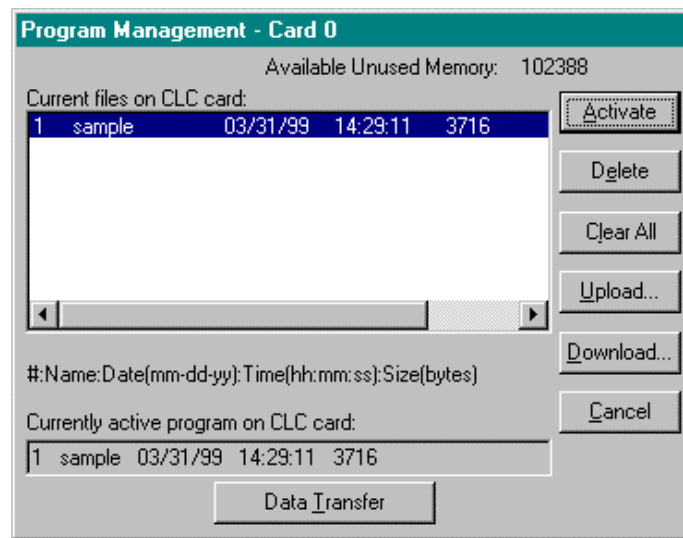 Program Management - Card 0
Available Unused Memory: 102388
Current files on CLC card:
1 sample 03/31/99 14:29:11 3716
Activate
Delete
Clear All
Upload...
Download...
#:Name:Date(mm-dd-yy):Time(hh:mm:ss):Size(bytes)
Cancel
Currently active program on CLC card:
1 sample 03/31/99 14:29:11 3716
Data Transfer